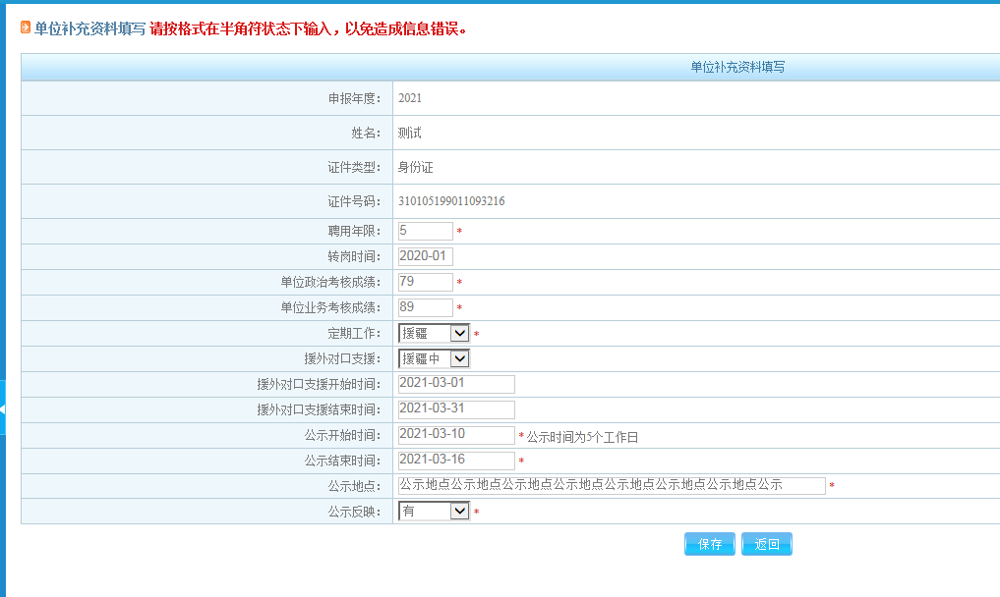 单位补充资料填写 请按格式在半角符状态下输入，以免造成信息错误。
单位补充资料填写
申报年度： 2021
姓名： 测试
证件类型： 身份证
证件号码： 310105199011093216
聘用年限： 5 *
转岗时间： 2020-01
单位政治考核成绩： 79 *
单位业务考核成绩： 89 *
定期工作： 援疆 *
援外对口支援： 援疆中
援外对口支援开始时间： 2021-03-01
援外对口支援结束时间： 2021-03-31
公示开始时间： 2021-03-10 *公示时间为5个工作日
公示结束时间： 2021-03-16 *
公示地点： 公示地点公示地点公示地点公示地点公示地点公示地点公示地点公示 *
公示反映： 有 *
保存 返回